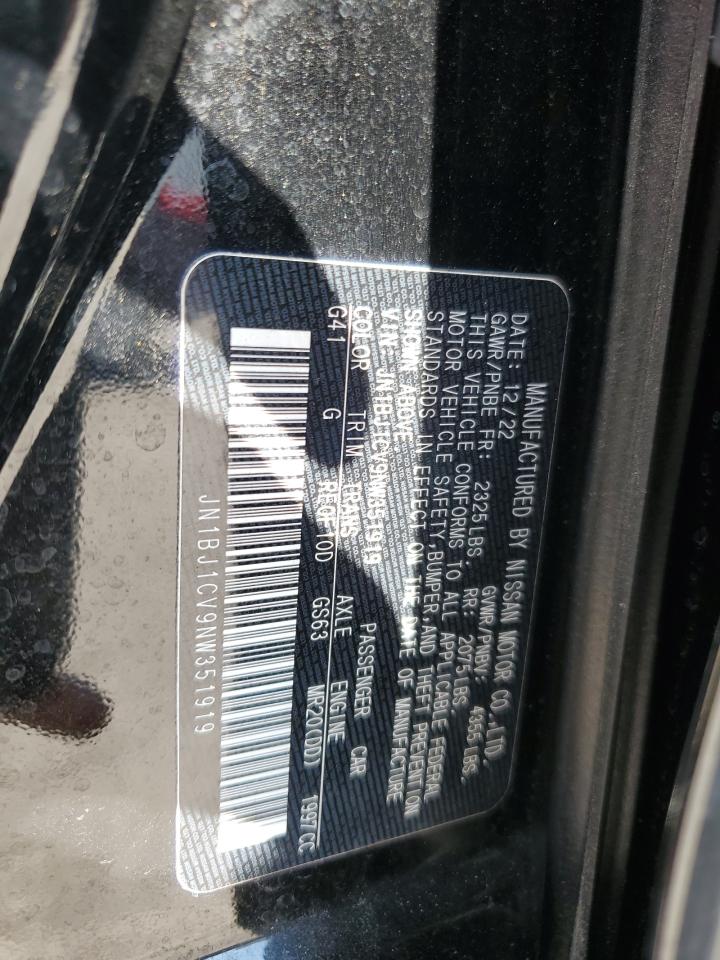 MANUFACTURED BY NISSAN MOTOR CO.,LTD.
DATE: 12/22 GVWR/PNBV: 4355 LBS.
GAWR/PNBE FR: 2325 LBS. RR: 2075 LBS
THIS VEHICLE CONFORMS TO ALL APPLICABLE FEDERAL
MOTOR VEHICLE SAFETY,BUMPER,AND THEFT PREVENTION
STANDARDS IN EFFECT ON THE DATE OF MANUFACTURE
SHOWN ABOVE
VIN: JN1BJ1CV9NW351919 PASSENGER CAR
COLOR TRIM TRANS AXLE ENGINE
G41 G GS63 MR20(DD) 1997CC
JN1BJ1CV9NW351919